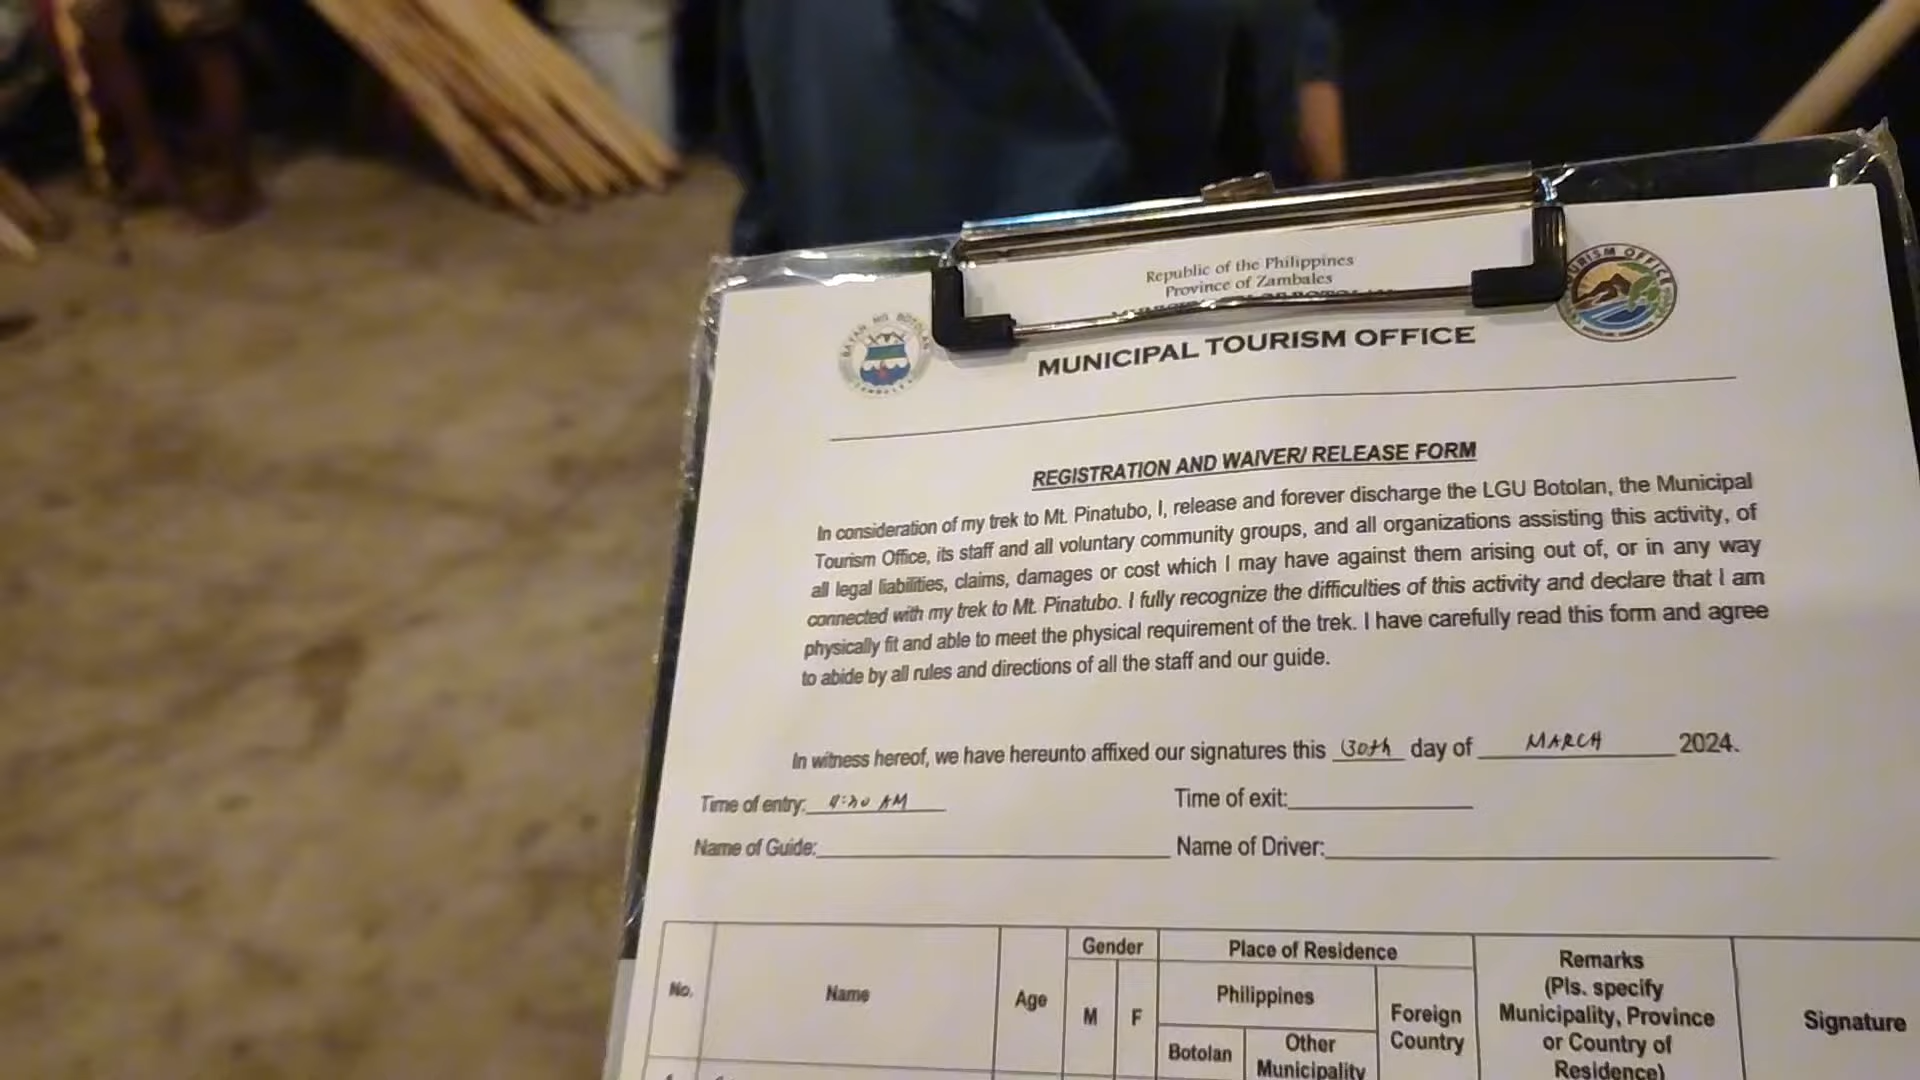 Republic of the Philippines
Province of Zambales
MUNICIPAL TOURISM OFFICE
BAYAN NG BOTOLAN
TOURISM OFFICE
REGISTRATION AND WAIVER/ RELEASE FORM
In consideration of my trek to Mt. Pinatubo, I, release and forever discharge the LGU Botolan, the Municipal
Tourism Office, its staff and all voluntary community groups, and all organizations assisting this activity, of
all legal liabilities, claims, damages or cost which I may have against them arising out of, or in any way
connected with my trek to Mt. Pinatubo. I fully recognize the difficulties of this activity and declare that I am
physically fit and able to meet the physical requirement of the trek. I have carefully read this form and agree
to abide by all rules and directions of all the staff and our guide.
In witness hereof, we have hereunto affixed our signatures this 30th day of MARCH 2024.
Time of entry: AM Time of exit:
Name of Guide: Name of Driver:
No. Name Age Gender M F Place of Residence Philippines Botolan Other Municipality Foreign Country
Remarks
(Pls. specify
Municipality, Province
or Country of
Residence)
Signature